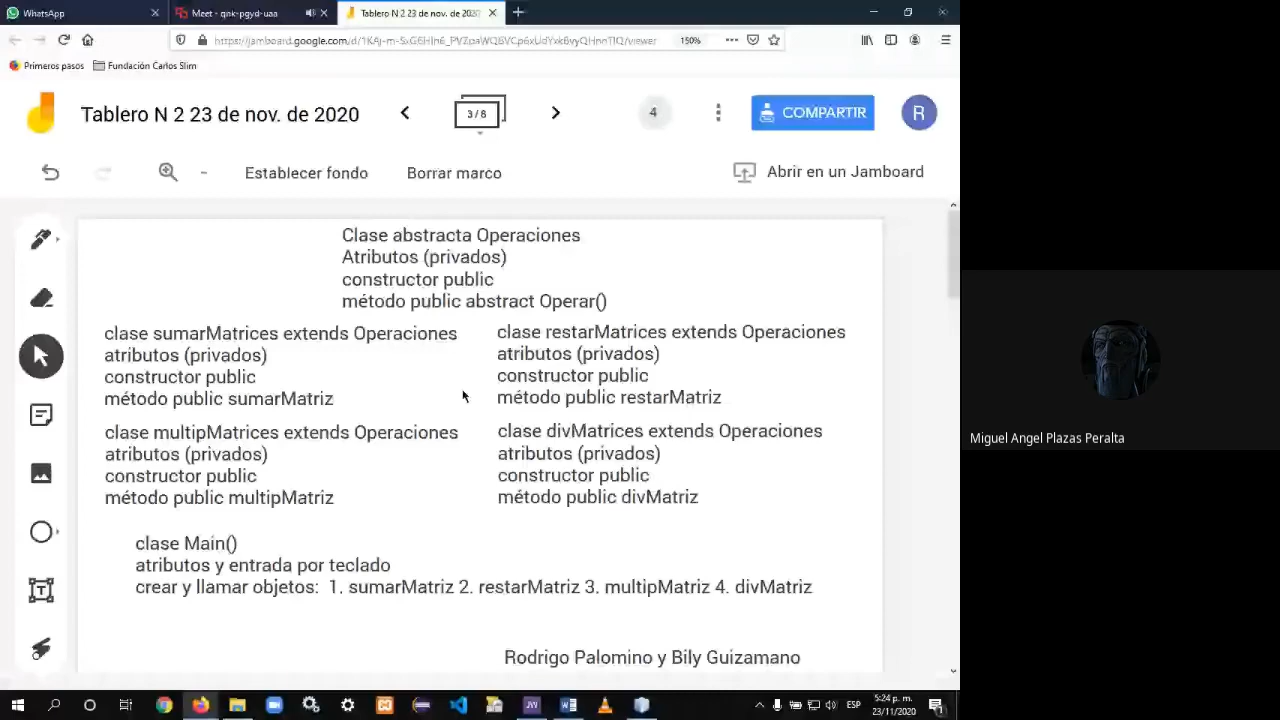 WhatsApp
Meet - qnk-pgyd-uaa
Tablero N 2 23 de nov. de 202
150%
Primeros pasos
Fundación Carlos Slim
Tablero N 2 23 de nov. de 2020
3 / 8
4
COMPARTIR
R
Establecer fondo
Borrar marco
Abrir en un Jamboard
Clase abstracta Operaciones
Atributos (privados)
constructor public
método public abstract Operar()
clase sumarMatrices extends Operaciones
atributos (privados)
constructor public
método public sumarMatriz
clase restarMatrices extends Operaciones
atributos (privados)
constructor public
método public restarMatriz
clase multipMatrices extends Operaciones
atributos (privados)
constructor public
método public multipMatriz
clase divMatrices extends Operaciones
atributos (privados)
constructor public
método public divMatriz
clase Main()
atributos y entrada por teclado
crear y llamar objetos: 1. sumarMatriz 2. restarMatriz 3. multipMatriz 4. divMatriz
Rodrigo Palomino y Bily Guizamano
Miguel Angel Plazas Peralta
ESP
5:24 p. m.
23/11/2020